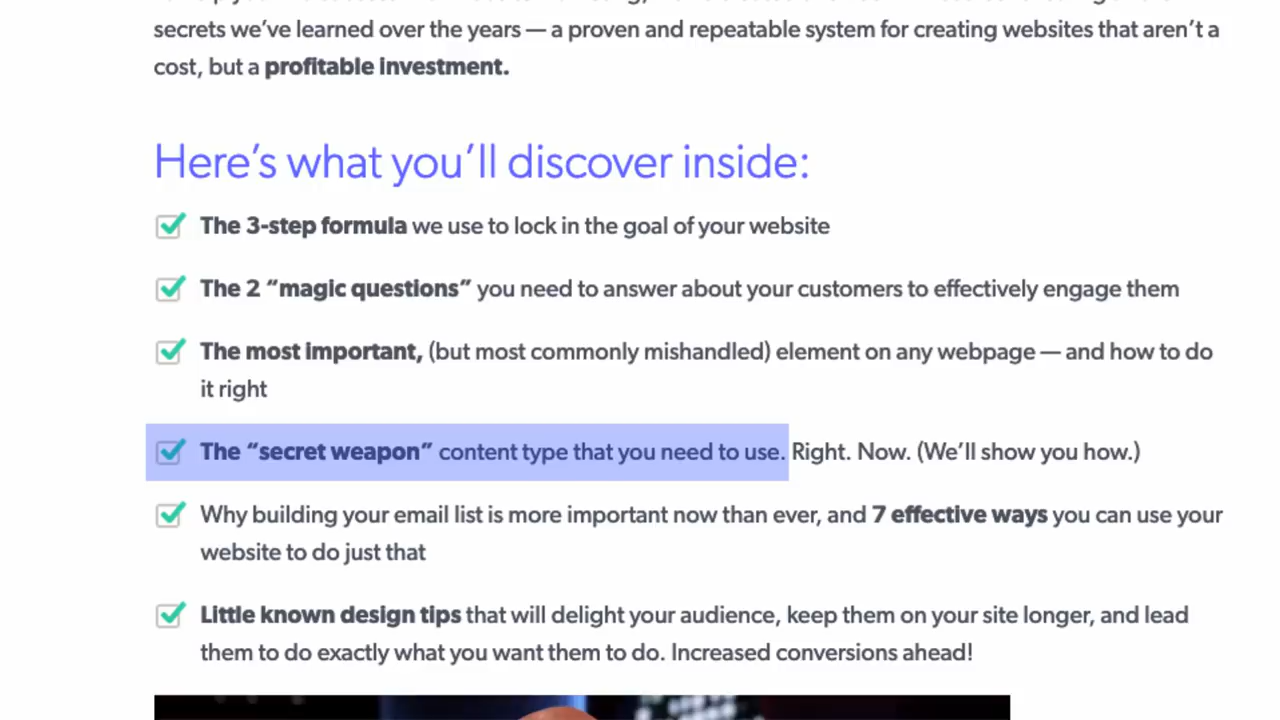 secrets we’ve learned over the years — a proven and repeatable system for creating websites that aren’t a
cost, but a profitable investment.
Here’s what you’ll discover inside:
The 3-step formula we use to lock in the goal of your website
The 2 “magic questions” you need to answer about your customers to effectively engage them
The most important, (but most commonly mishandled) element on any webpage — and how to do
it right
The “secret weapon” content type that you need to use. Right. Now. (We’ll show you how.)
Why building your email list is more important now than ever, and 7 effective ways you can use your
website to do just that
Little known design tips that will delight your audience, keep them on your site longer, and lead
them to do exactly what you want them to do. Increased conversions ahead!